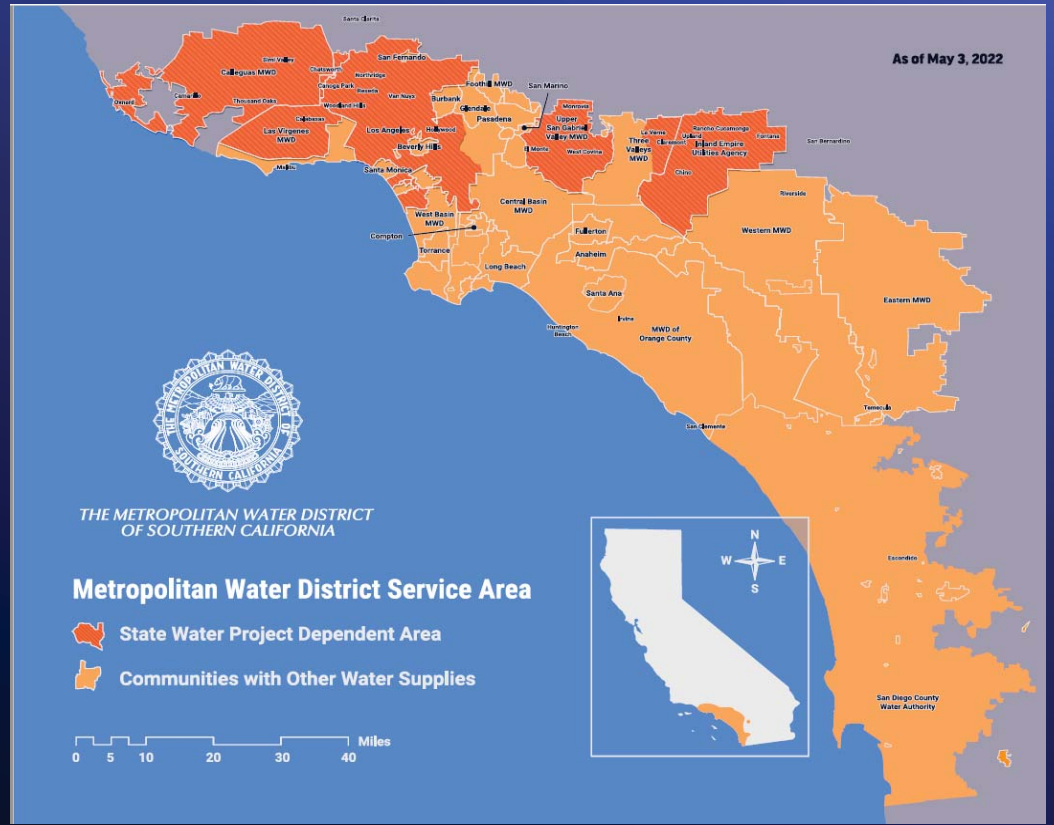 Santa Clarita
As of May 3, 2022
Simi Valley
Calleguas MWD
Chatsworth
San Fernando
Northridge
Canoga Park
Reseda
Van Nuys
Oxnard
Camarillo
Thousand Oaks
Woodland Hills
Calabasas
Las Virgenes
MWD
Malibu
Burbank
Foothill MWD
Glendale
Pasadena
San Marino
Los Angeles
Hollywood
Beverly Hills
Santa Monica
Monrovia
Upper
San Gabriel
Valley MWD
El Monte
West Covina
La Verne
Three
Valleys
MWD
Claremont
Rancho Cucamonga
Upland
Fontana
Inland Empire
Utilities Agency
Chino
San Bernardino
West Basin
MWD
Central Basin
MWD
Compton
Torrance
Long Beach
Fullerton
Anaheim
Santa Ana
Riverside
Western MWD
Eastern MWD
Irvine
Huntington
Beach
MWD of
Orange County
Temecula
San Clemente
Escondido
San Diego County
Water Authority
THE METROPOLITAN WATER DISTRICT OF
SOUTHERN CALIFORNIA
THE METROPOLITAN WATER DISTRICT
OF SOUTHERN CALIFORNIA
Metropolitan Water District Service Area
State Water Project Dependent Area
Communities with Other Water Supplies
Miles
0 5 10 20 30 40
N
W E
S